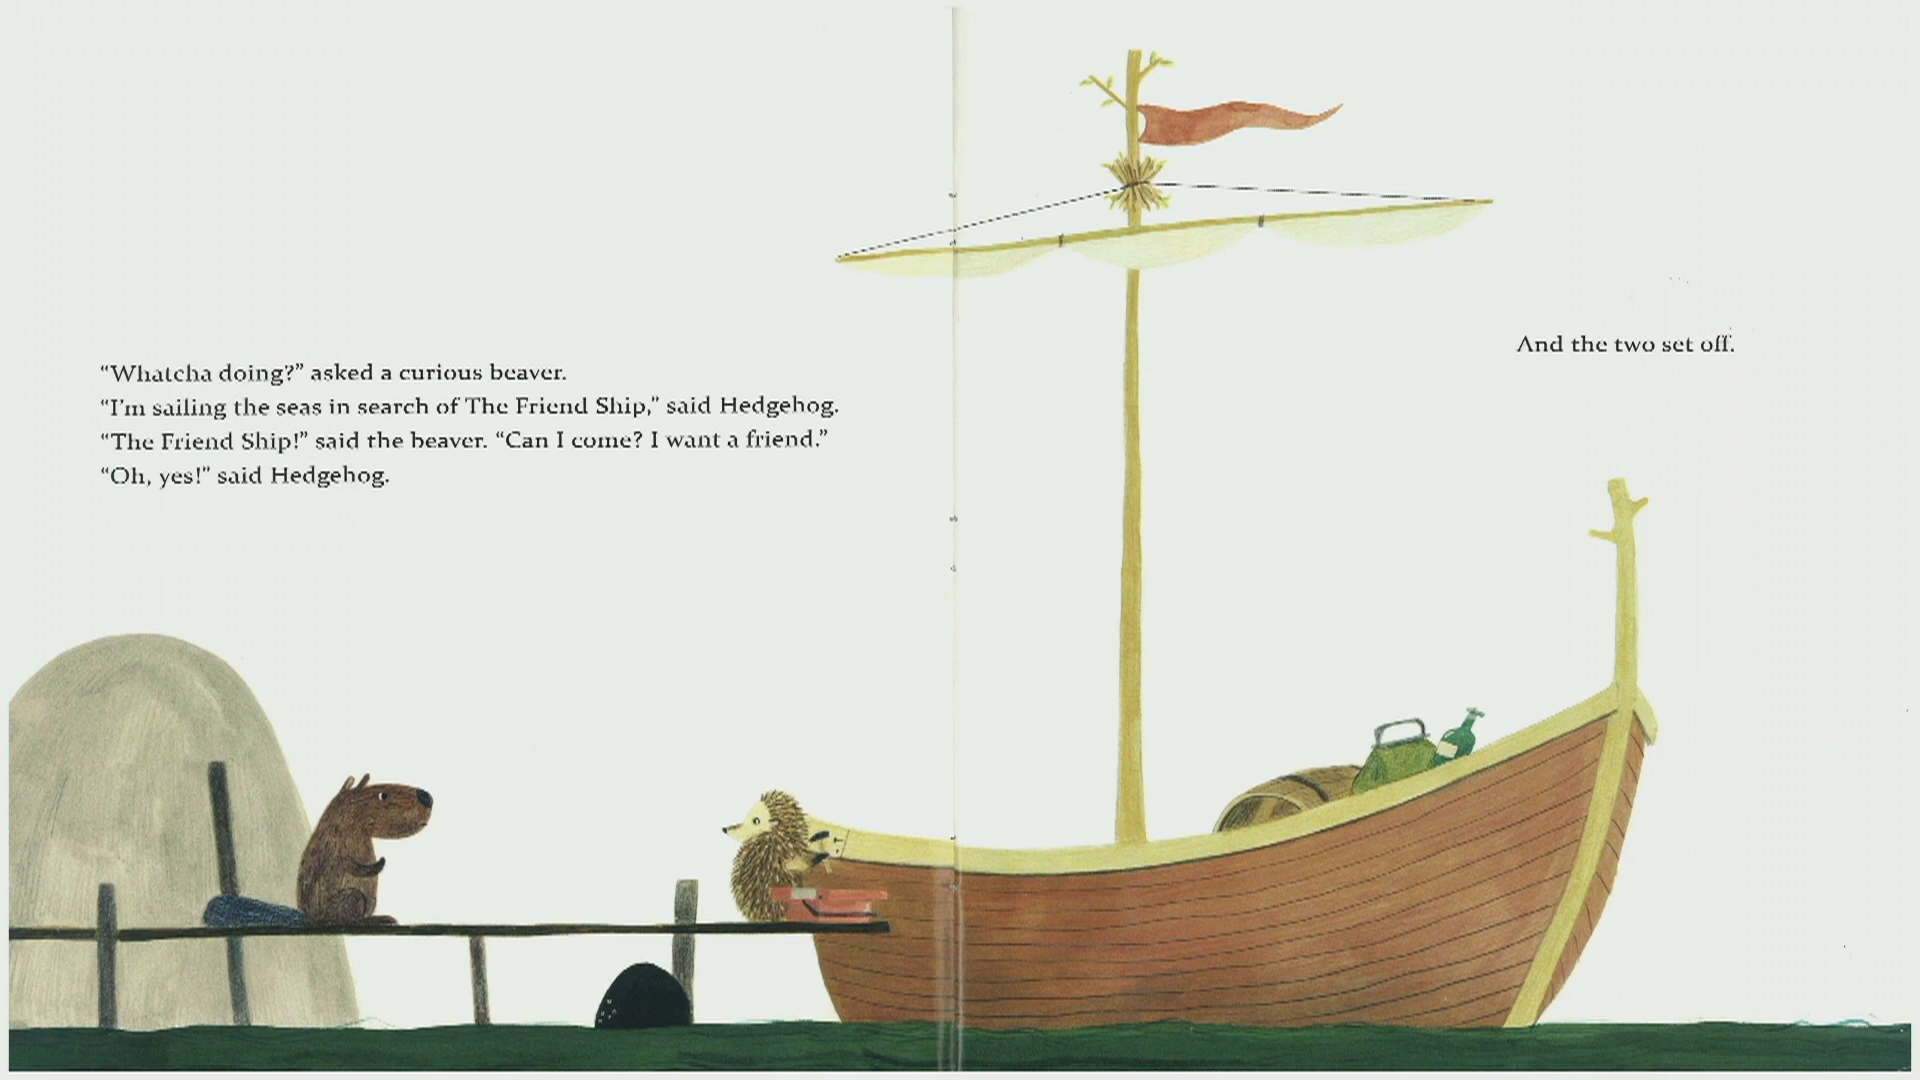 “Whatcha doing?” asked a curious beaver.
“I’m sailing the seas in search of The Friend Ship,” said Hedgehog.
“The Friend Ship!” said the beaver. “Can I come? I want a friend.”
“Oh, yes!” said Hedgehog.
And the two set off.